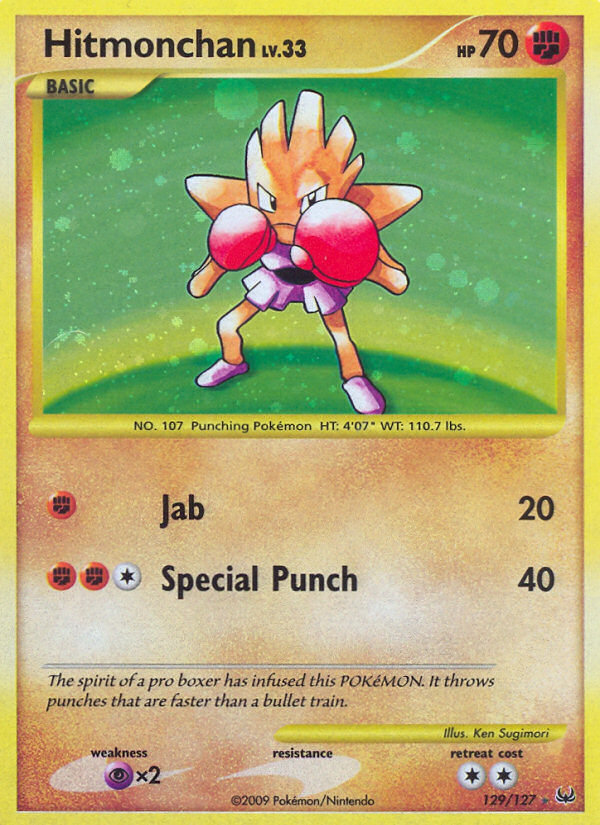 Hitmonchan LV.33 HP 70
BASIC
NO. 107 Punching Pokémon HT: 4'07" WT: 110.7 lbs.
Jab 20
Special Punch 40
The spirit of a pro boxer has infused this POKéMON. It throws
punches that are faster than a bullet train.
Illus. Ken Sugimori
weakness resistance retreat cost
×2
©2009 Pokémon/Nintendo 129/127